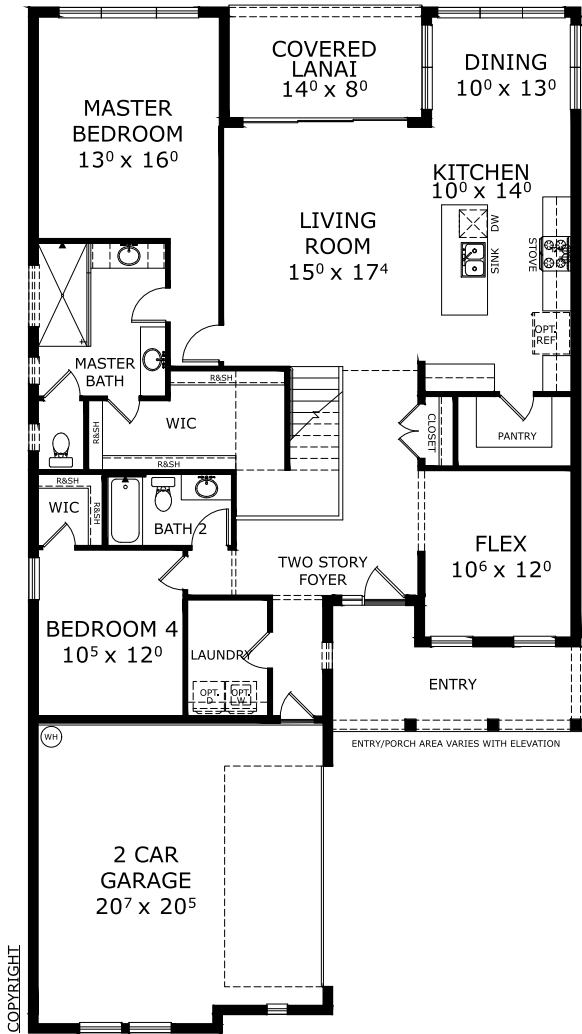 COVERED
LANAI
14⁰ x 8⁰
DINING
10⁰ x 13⁰
MASTER
BEDROOM
13⁰ x 16⁰
KITCHEN
10⁰ x 14⁰
LIVING
ROOM
15⁰ x 17⁴
DW
SINK
STOVE
OPT.
REF.
MASTER
BATH
R&SH
WIC
R&SH
R&SH
CLOSET
PANTRY
R&SH
WIC
R&SH
BATH 2
TWO STORY
FOYER
FLEX
10⁶ x 12⁰
BEDROOM 4
10⁵ x 12⁰
LAUNDRY
OPT.
D
OPT.
W
ENTRY
ENTRY/PORCH AREA VARIES WITH ELEVATION
WH
2 CAR
GARAGE
20⁷ x 20⁵
COPYRIGHT